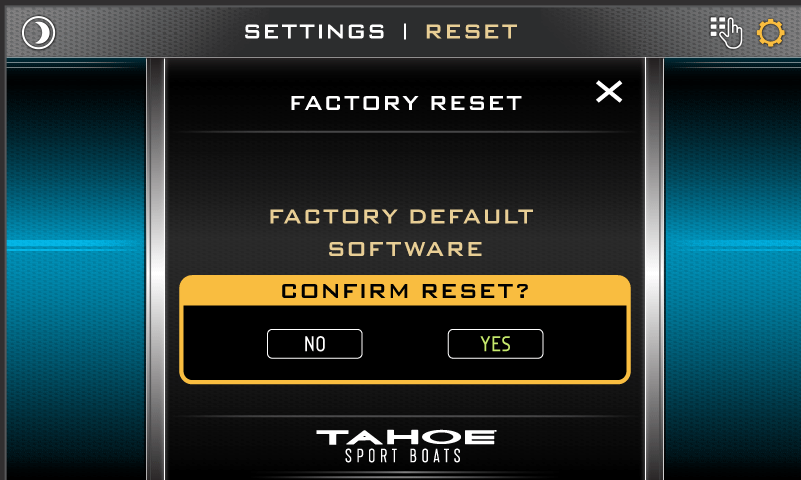 SETTINGS | RESET
FACTORY RESET
FACTORY DEFAULT
SOFTWARE
CONFIRM RESET?
NO YES
TAHOE
SPORT BOATS